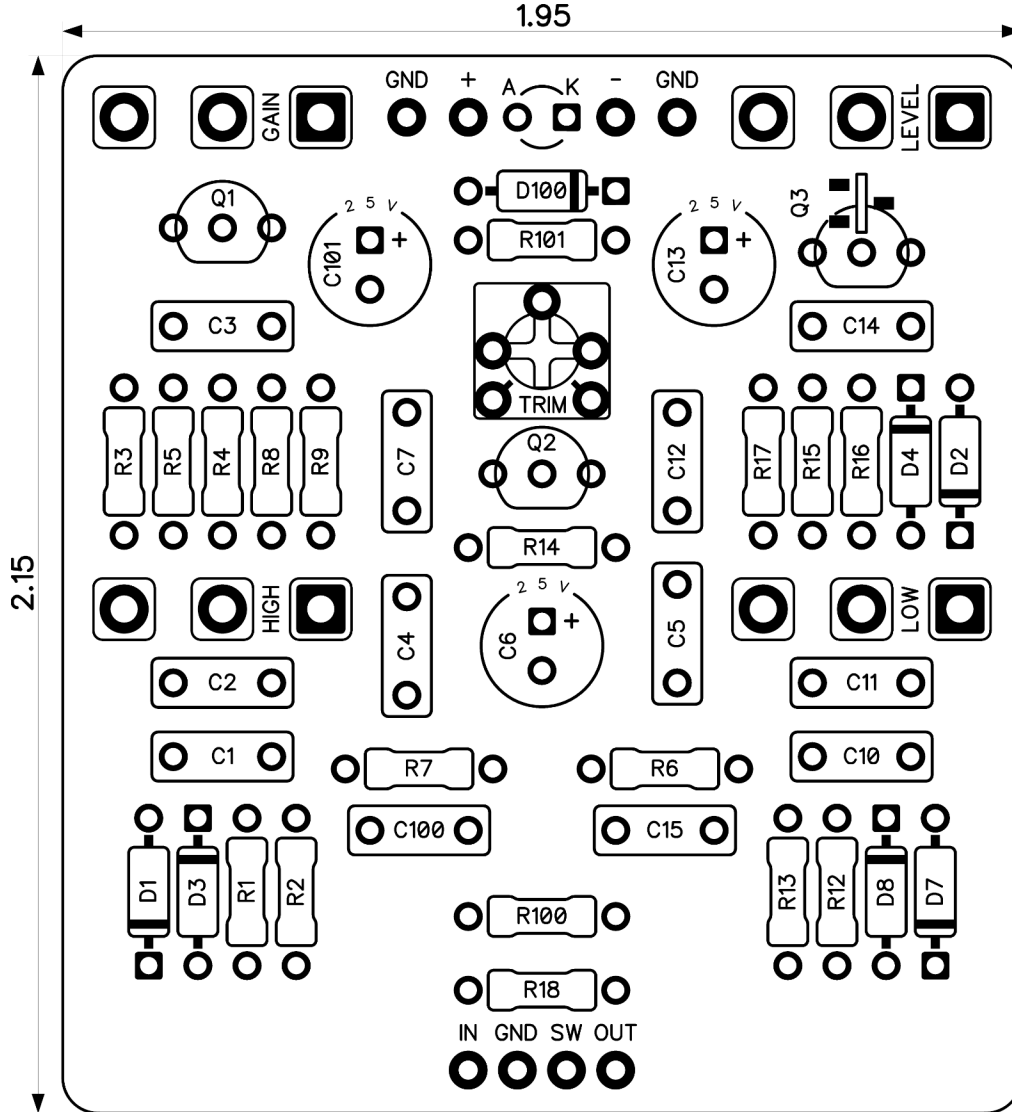 1.95
2.15
GND + A K - GND
GAIN
LEVEL
D100
Q1
2 5 V
C101 +
R101
2 5 V
C13 +
Q3
C3
C14
TRIM
R3 R5 R4 R8 R9
C7
Q2
C12
R17 R15 R16 D4 D2
R14
HIGH
2 5 V
C6 +
LOW
C4
C5
C2
C11
C1
R7
R6
C10
C100
C15
D1 D3 R1 R2
R13 R12 D8 D7
R100
R18
IN GND SW OUT